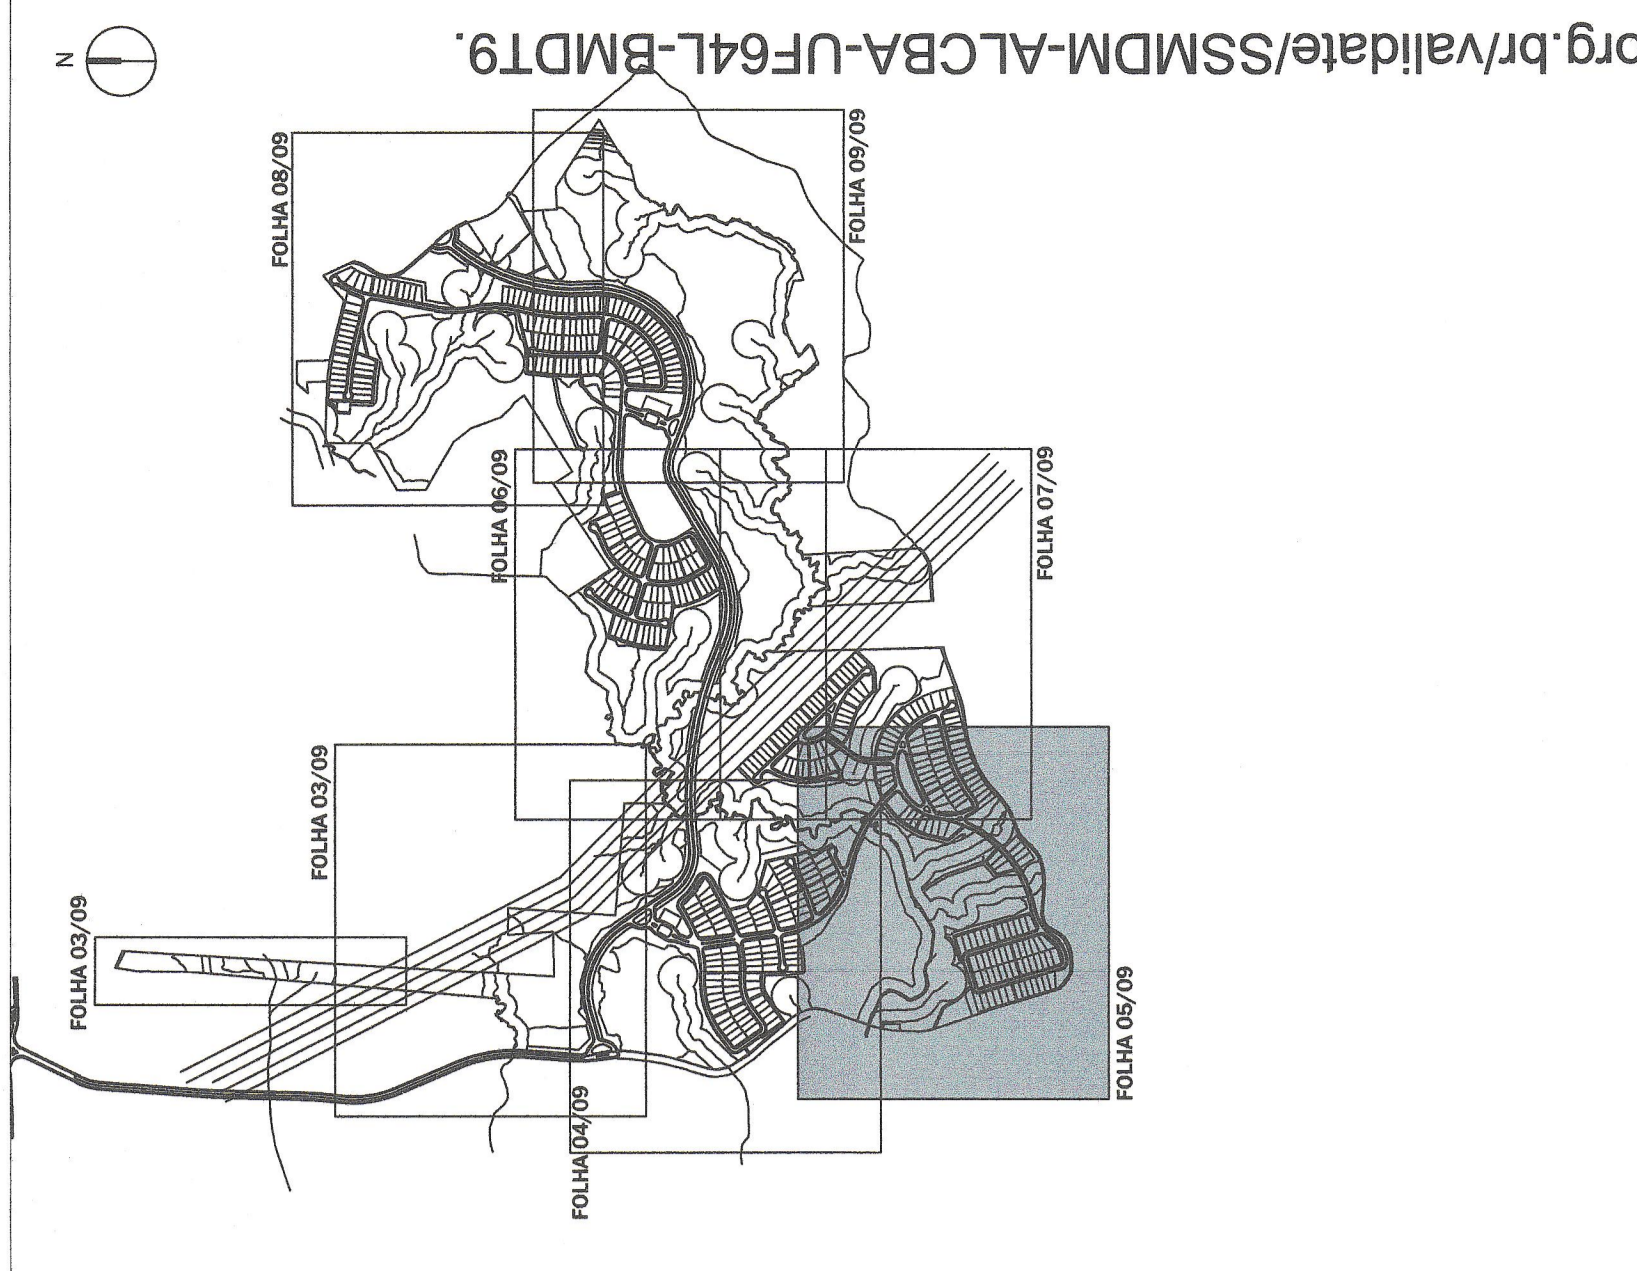 N
org.br/validate/SSMDM-ALCBA-UF64L-BMDT9.
FOLHA 08/09
FOLHA 09/09
FOLHA 06/09
FOLHA 07/09
FOLHA 03/09
FOLHA 03/09
FOLHA 04/09
FOLHA 05/09